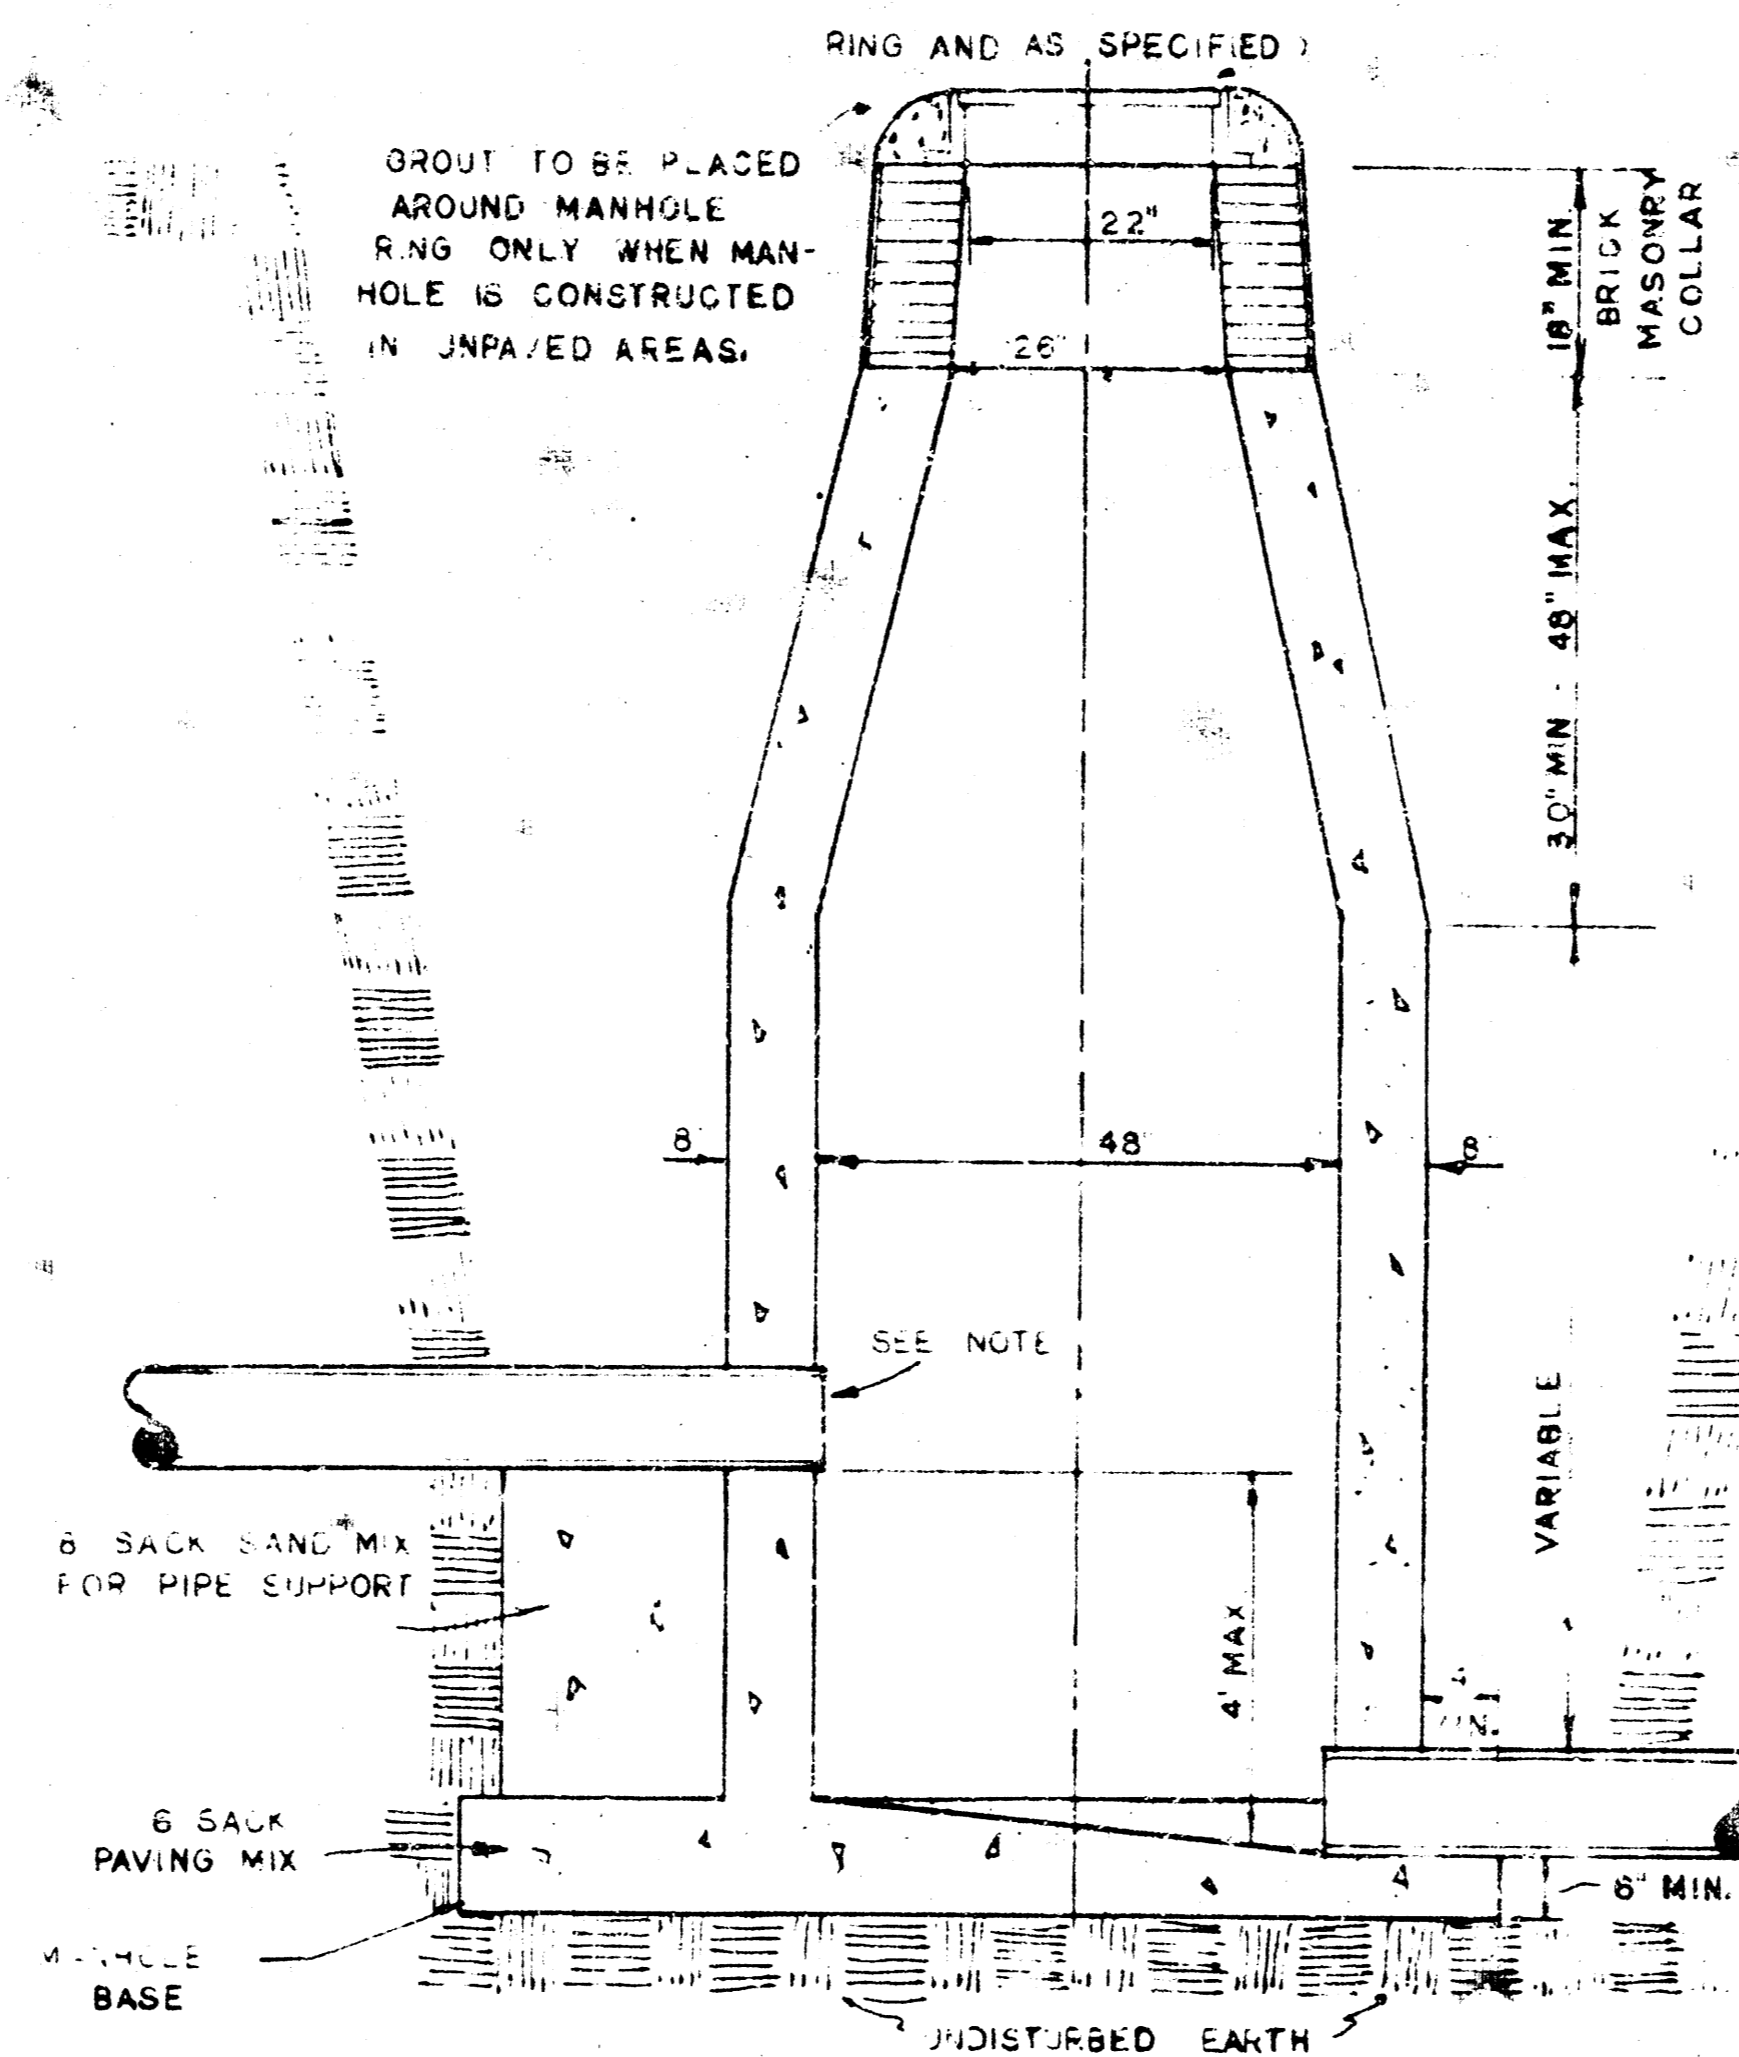 RING AND AS SPECIFIED )
GROUT TO BE PLACED
AROUND MANHOLE
RING ONLY WHEN MAN-
HOLE IS CONSTRUCTED
IN UNPAVED AREAS.
22"
26"
18" MIN.
BRICK
MASONRY
COLLAR
30" MIN - 48" MAX.
8"
48"
8"
SEE NOTE
VARIABLE
SACK SAND MIX
FOR PIPE SUPPORT
4' MAX
4"
MIN.
6 SACK
PAVING MIX
6" MIN.
MANHOLE
BASE
UNDISTURBED EARTH